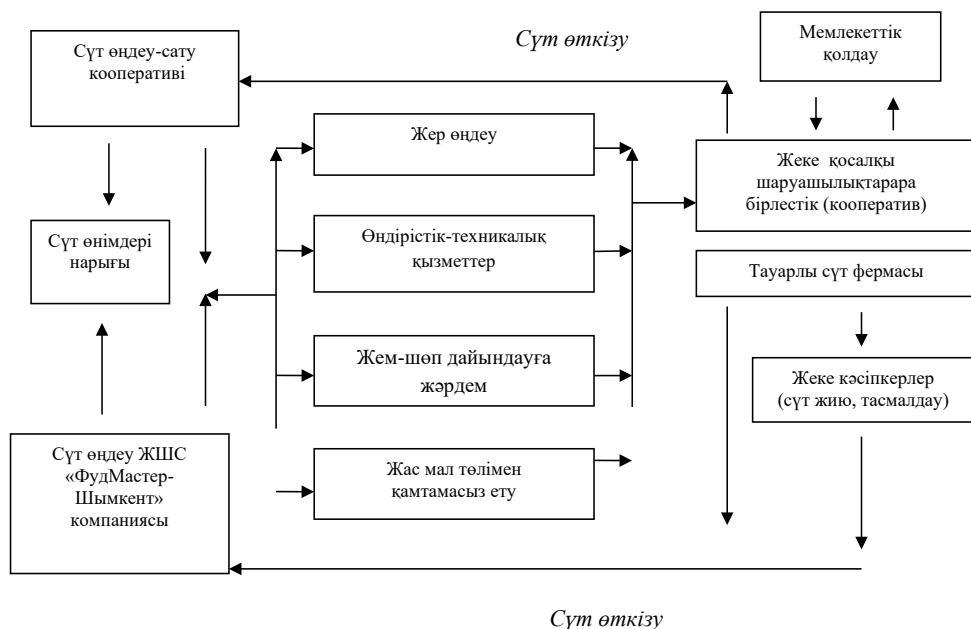 Сүт өңдеу-сату
кооперативі
Сүт өткізу
Мемлекеттік
қолдау
Жер өңдеу
Жеке қосалқы
шаруашылықтарара
бірлестік (кооператив)
Сүт өнімдері
нарығы
Өндірістік-техникалық
қызметтер
Тауарлы сүт фермасы
Жем-шөп дайындауға
жәрдем
Жеке кәсіпкерлер
(сүт жию, тасмалдау)
Сүт өңдеу ЖШС
«ФудМастер-
Шымкент»
компаниясы
Жас мал төлімен
қамтамасыз ету
Сүт өткізу